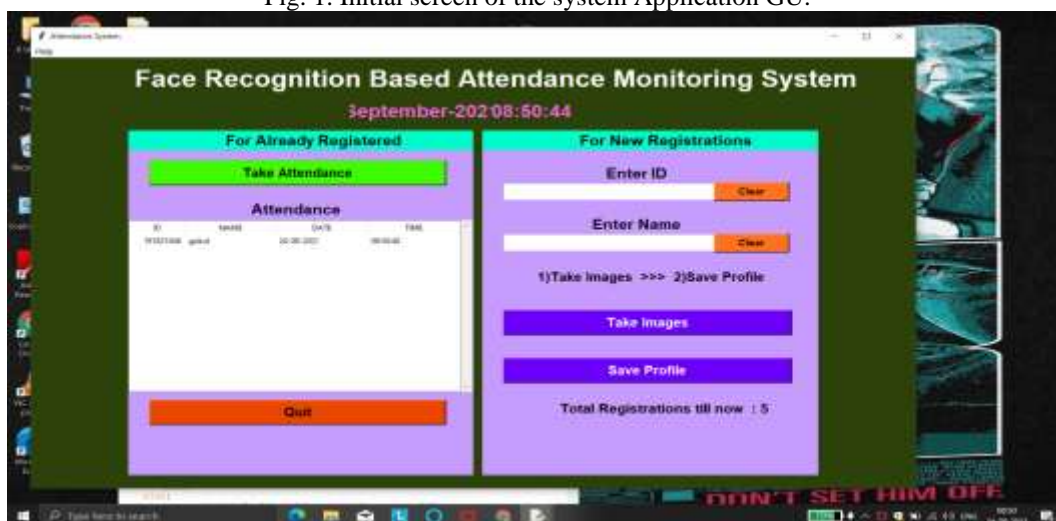 Fig. 1. Initial screen of the system Application GU.
Attendance System
Help
Face Recognition Based Attendance Monitoring System
September-202 08:50:44
For Already Registered
Take Attendance
Attendance
ID NAME DATE TIME
Quit
For New Registrations
Enter ID
Clear
Enter Name
Clear
1)Take Images >>> 2)Save Profile
Take Images
Save Profile
Total Registrations till now : 5
DON'T SET HIM OFF
Type here to search